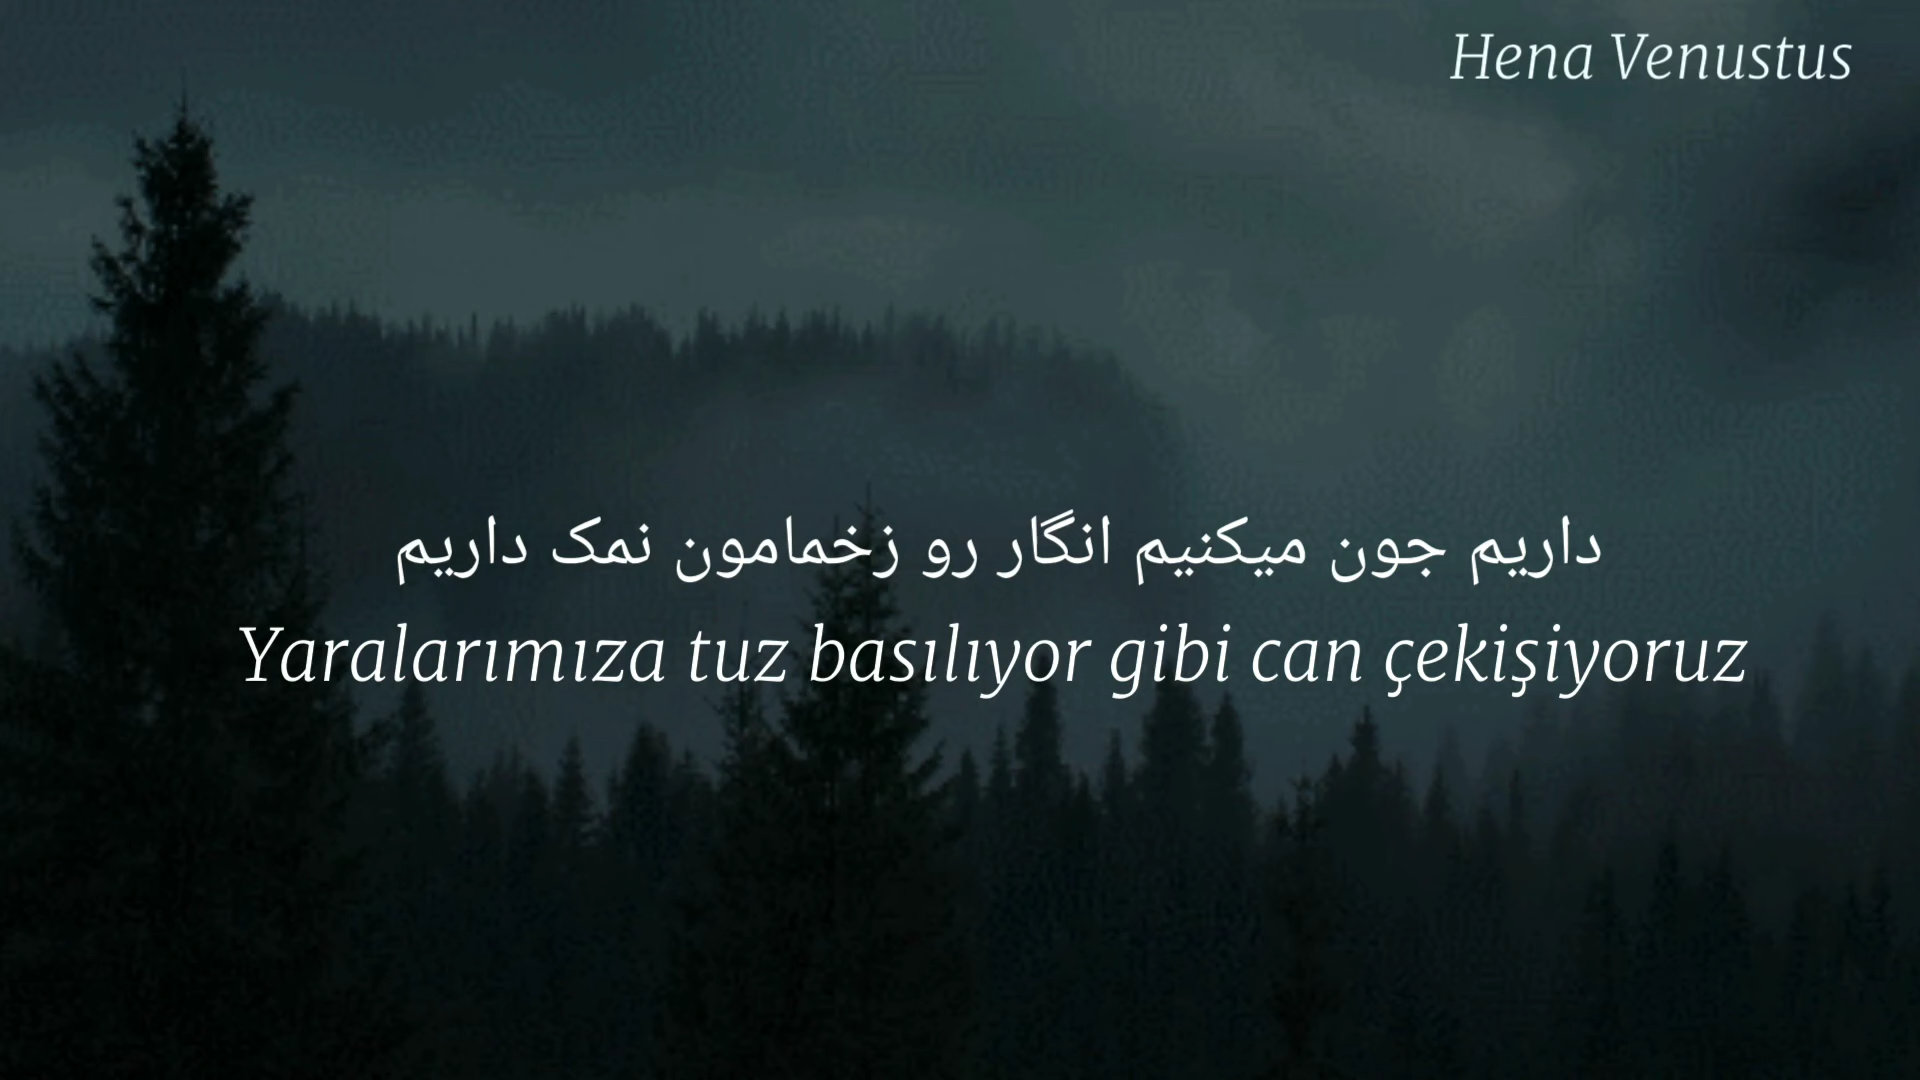 Hena Venustus
داریم جون میکنیم انگار رو زخمامون نمک داریم
Yaralarımıza tuz basılıyor gibi can çekişiyoruz